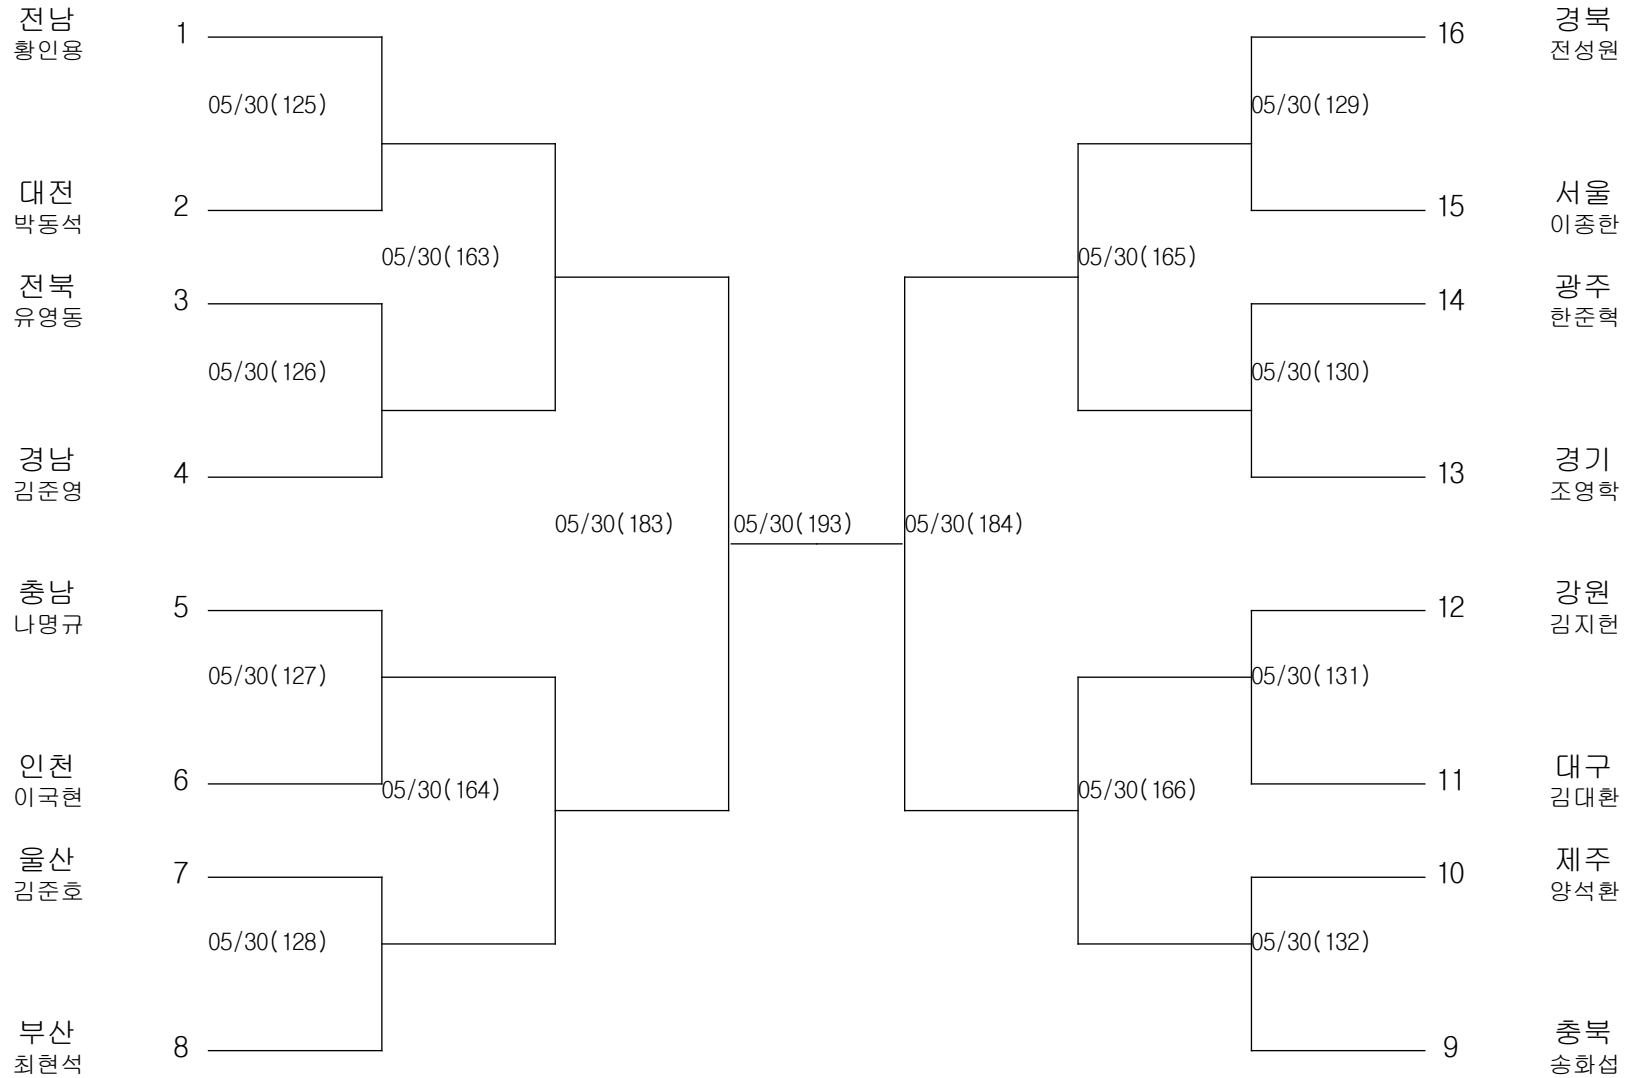 전남
황인용
1
05/30(125)
대전
박동석
2
05/30(163)
전북
유영동
3
05/30(126)
경남
김준영
4
05/30(183)
충남
나명규
5
05/30(127)
인천
이국현
6
05/30(164)
울산
김준호
7
05/30(128)
부산
최현석
8
05/30(193)
16
경북
전성원
05/30(129)
15
서울
이종한
05/30(165)
14
광주
한준혁
05/30(130)
13
경기
조영학
05/30(184)
12
강원
김지헌
05/30(131)
11
대구
김대환
05/30(166)
10
제주
양석환
05/30(132)
9
충북
송화섭